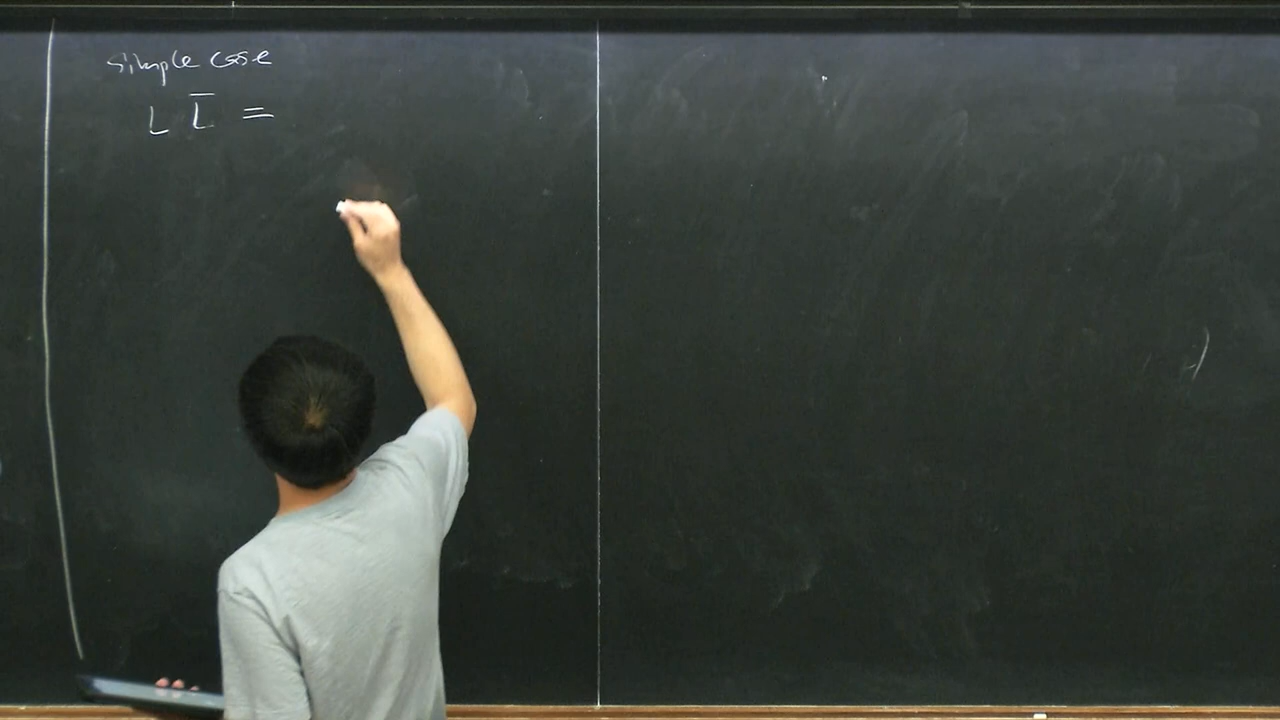 simple case
L L̅ =